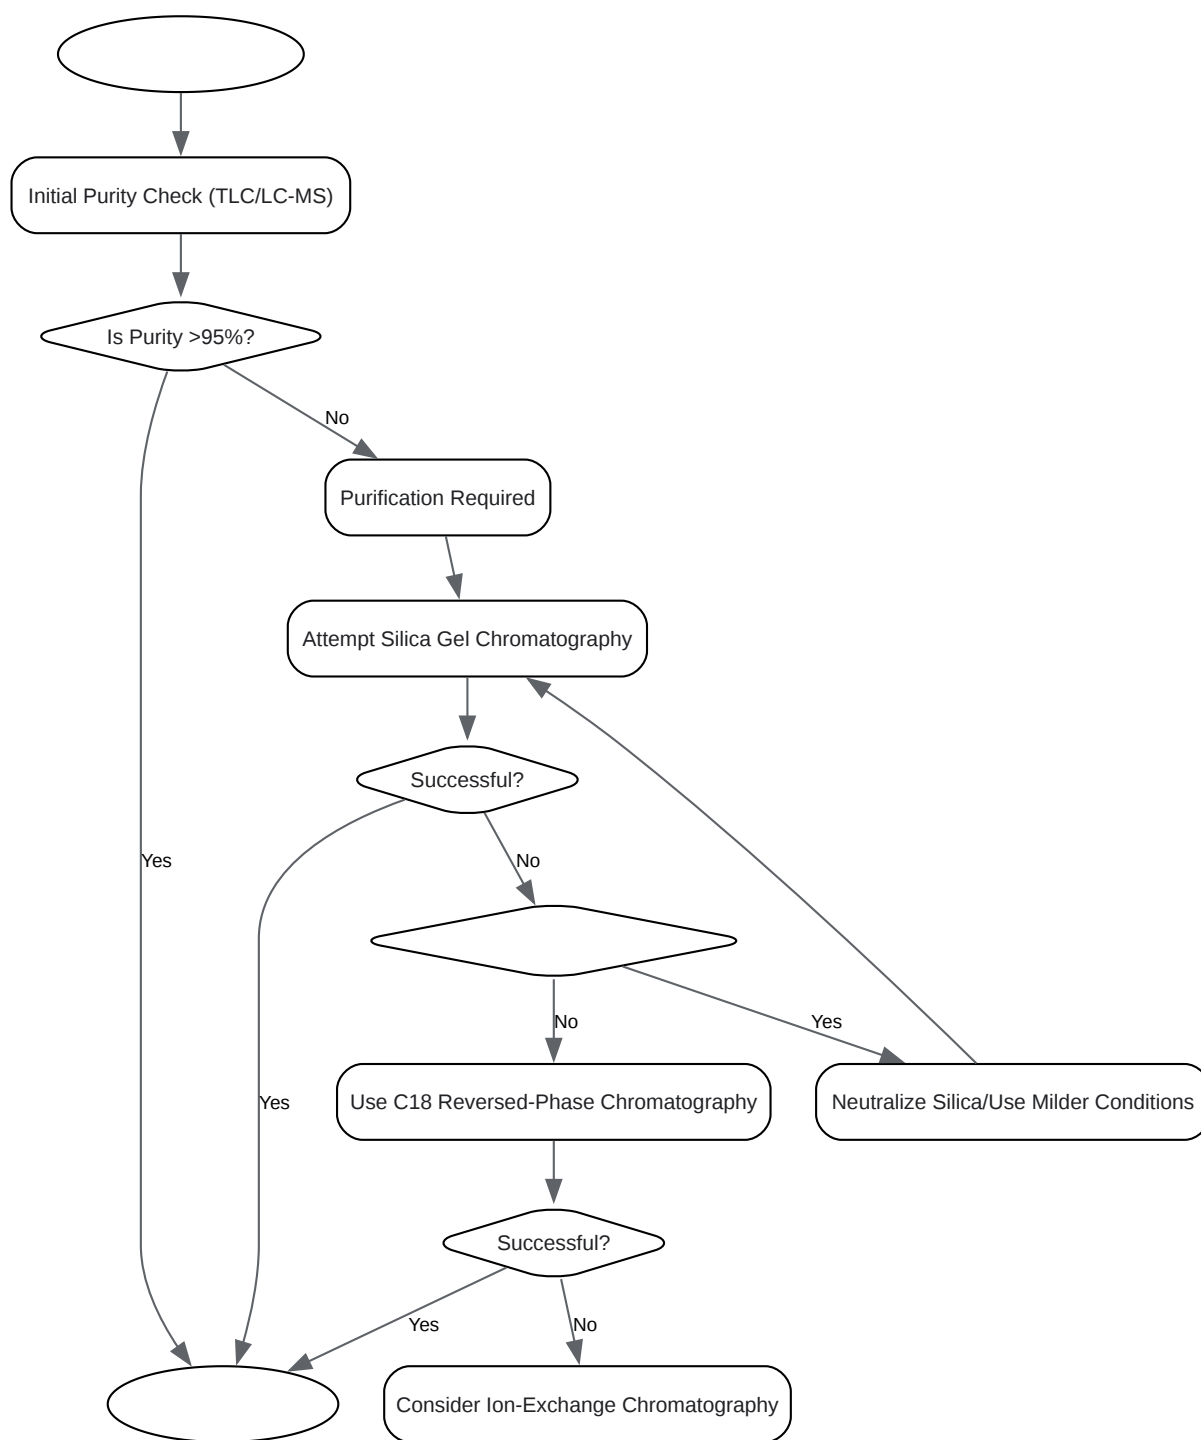 Initial Purity Check (TLC/LC-MS)
Is Purity >95%?
No
Purification Required
Attempt Silica Gel Chromatography
Successful?
Yes
No
Yes
No
Yes
Use C18 Reversed-Phase Chromatography
Neutralize Silica/Use Milder Conditions
Successful?
Yes
No
Consider Ion-Exchange Chromatography